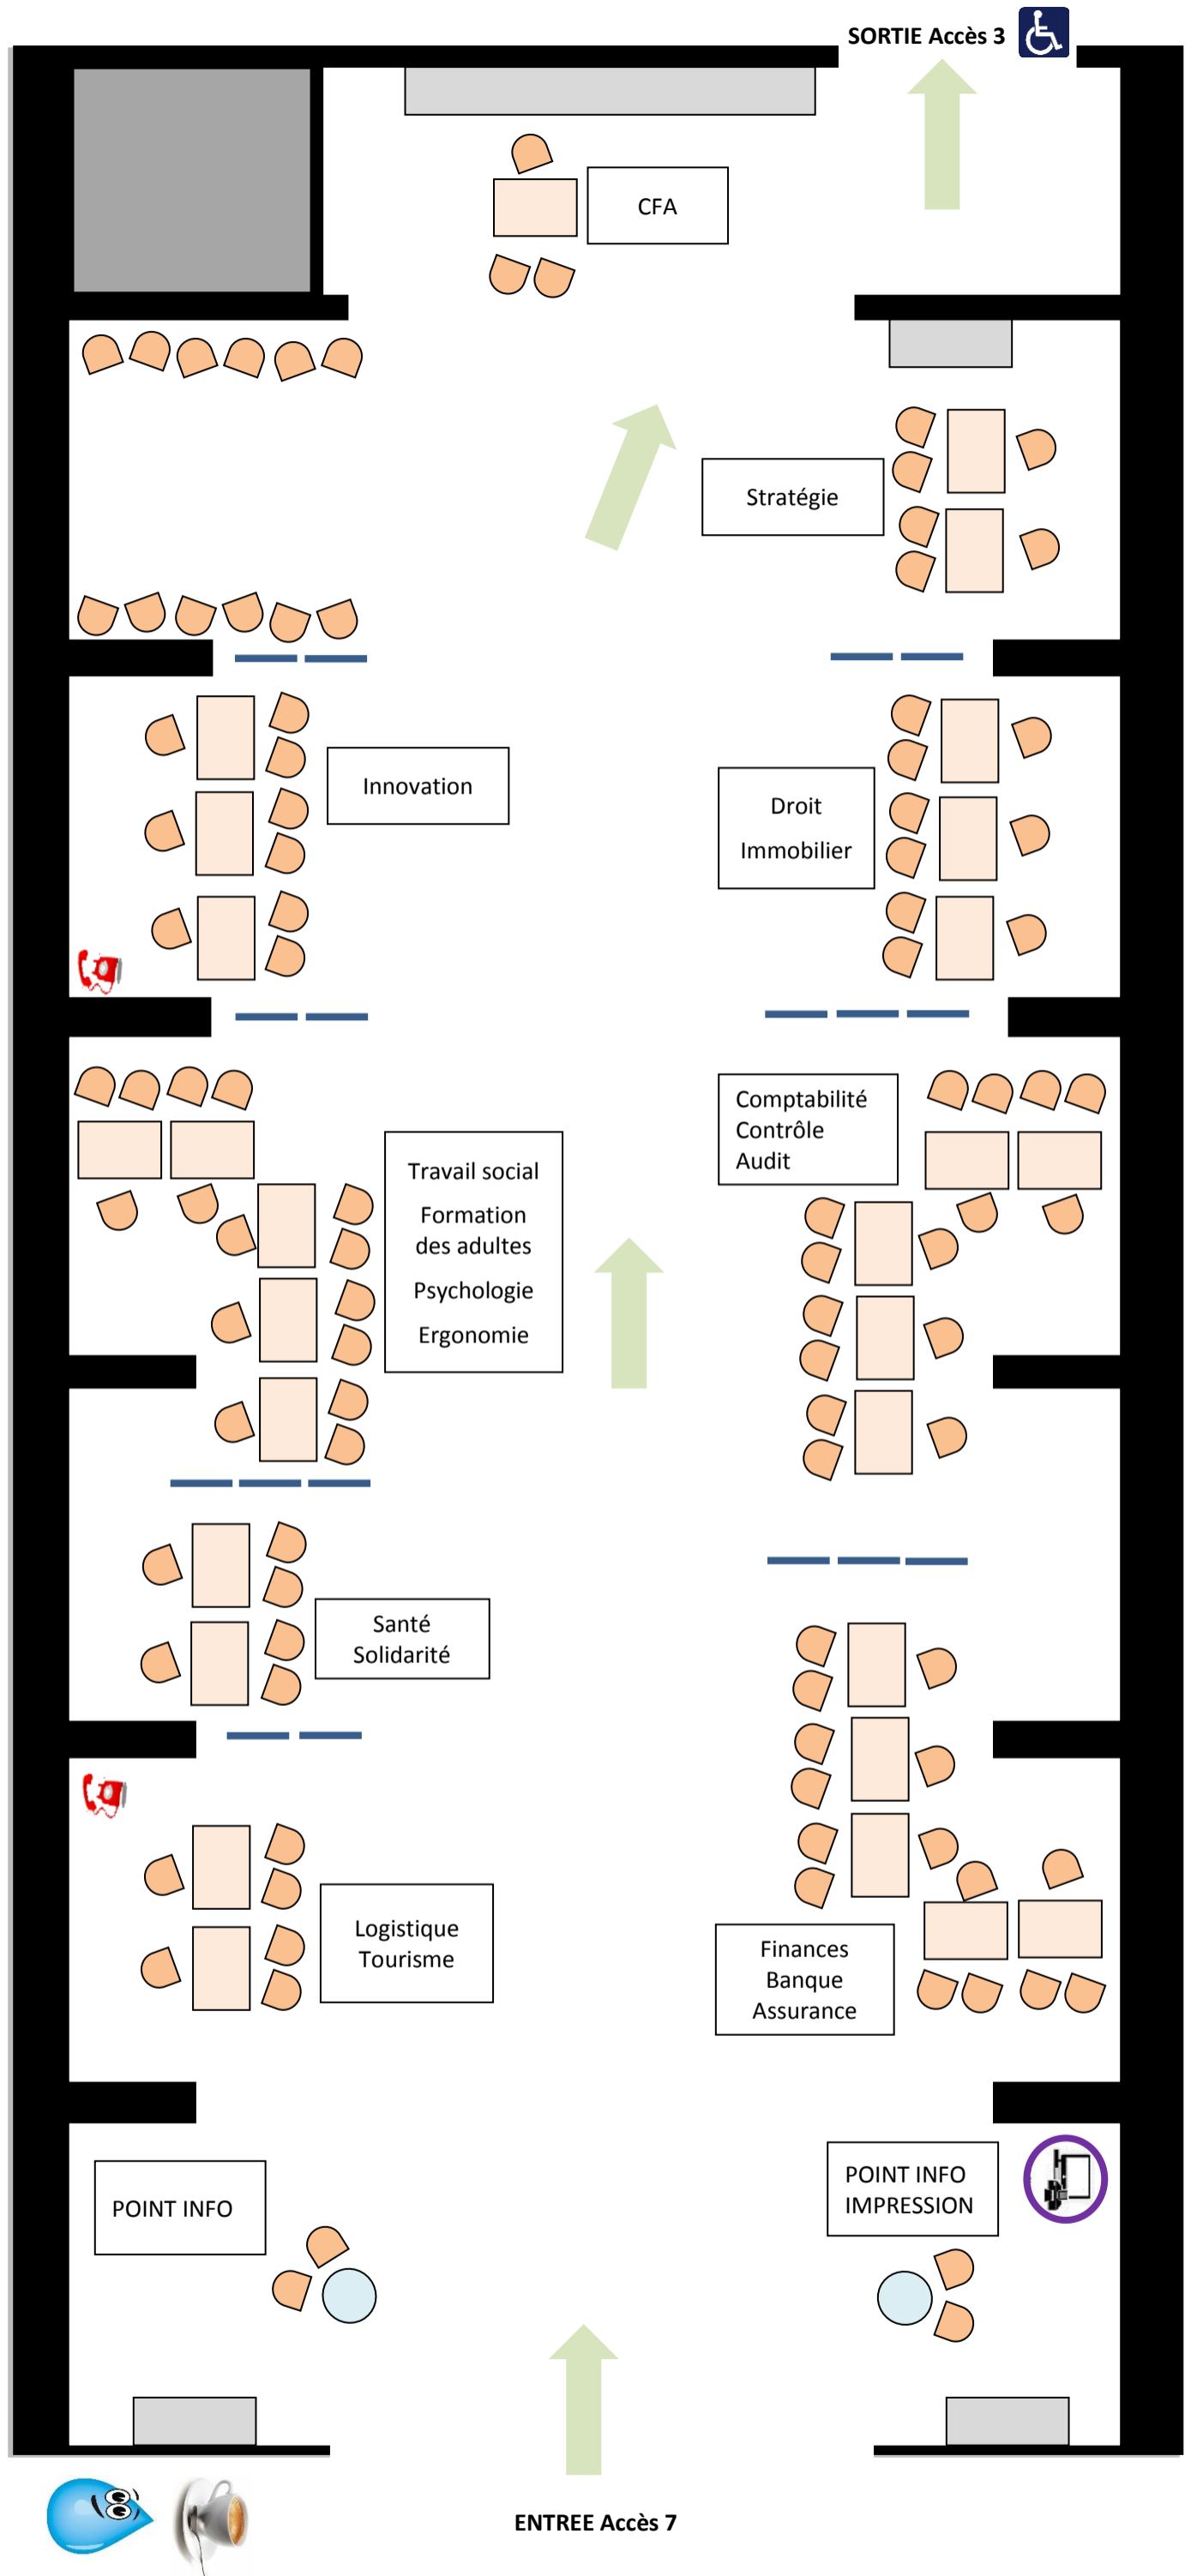 SORTIE Accès 3
CFA
Stratégie
Innovation
Droit
Immobilier
Comptabilité
Contrôle
Audit
Travail social
Formation
des adultes
Psychologie
Ergonomie
Santé
Solidarité
Logistique
Tourisme
Finances
Banque
Assurance
POINT INFO
POINT INFO
IMPRESSION
ENTREE Accès 7